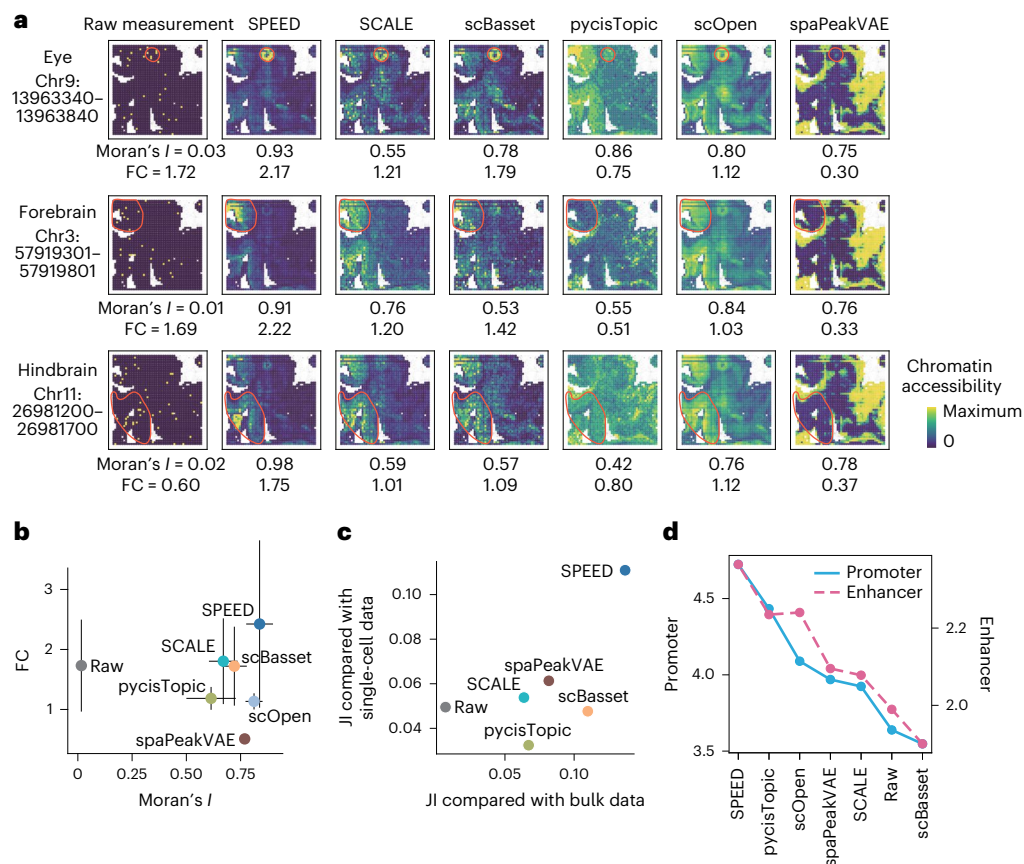 a
Raw measurement SPEED SCALE scBasset pycisTopic scOpen spaPeakVAE
Eye
Chr9:
13963340–
13963840
Moran's I = 0.03 0.93 0.55 0.78 0.86 0.80 0.75
FC = 1.72 2.17 1.21 1.79 0.75 1.12 0.30
Forebrain
Chr3:
57919301–
57919801
Moran's I = 0.01 0.91 0.76 0.53 0.55 0.84 0.76
FC = 1.69 2.22 1.20 1.42 0.51 1.03 0.33
Hindbrain
Chr11:
26981200–
26981700
Moran's I = 0.02 0.98 0.59 0.57 0.42 0.76 0.78
FC = 0.60 1.75 1.01 1.09 0.80 1.12 0.37
Chromatin
accessibility
Maximum
0
b
FC
3
2
1
SPEED
SCALE
scBasset
Raw
pycisTopic
scOpen
spaPeakVAE
0 0.25 0.50 0.75
Moran's I
c
JI compared with
single-cell data
0.10
0.08
0.06
0.04
SPEED
spaPeakVAE
SCALE
scBasset
Raw
pycisTopic
0.05 0.10
JI compared with bulk data
d
Promoter
4.5
4.0
3.5
Promoter
Enhancer
2.2
2.0
Enhancer
SPEED
pycisTopic
scOpen
spaPeakVAE
SCALE
Raw
scBasset